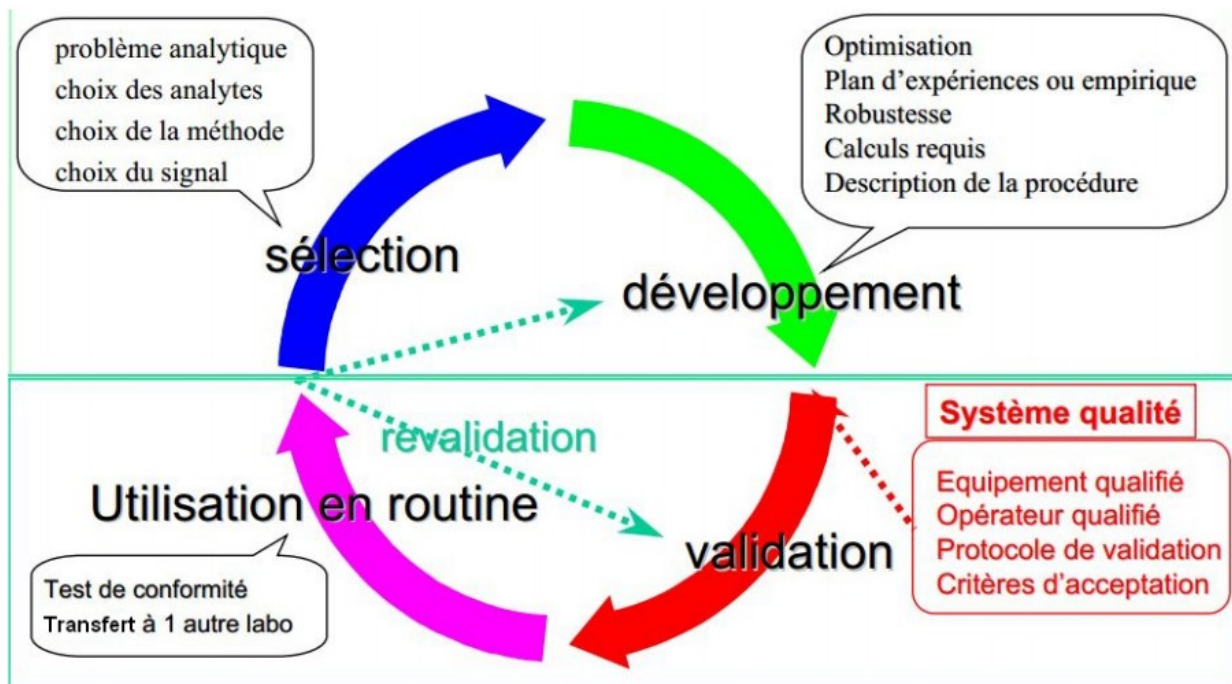 problème analytique
choix des analytes
choix de la méthode
choix du signal
Optimisation
Plan d’expériences ou empirique
Robustesse
Calculs requis
Description de la procédure
sélection
développement
revalidation
Système qualité
Equipement qualifié
Opérateur qualifié
Protocole de validation
Critères d’acceptation
Utilisation en routine
validation
Test de conformité
Transfert à 1 autre labo